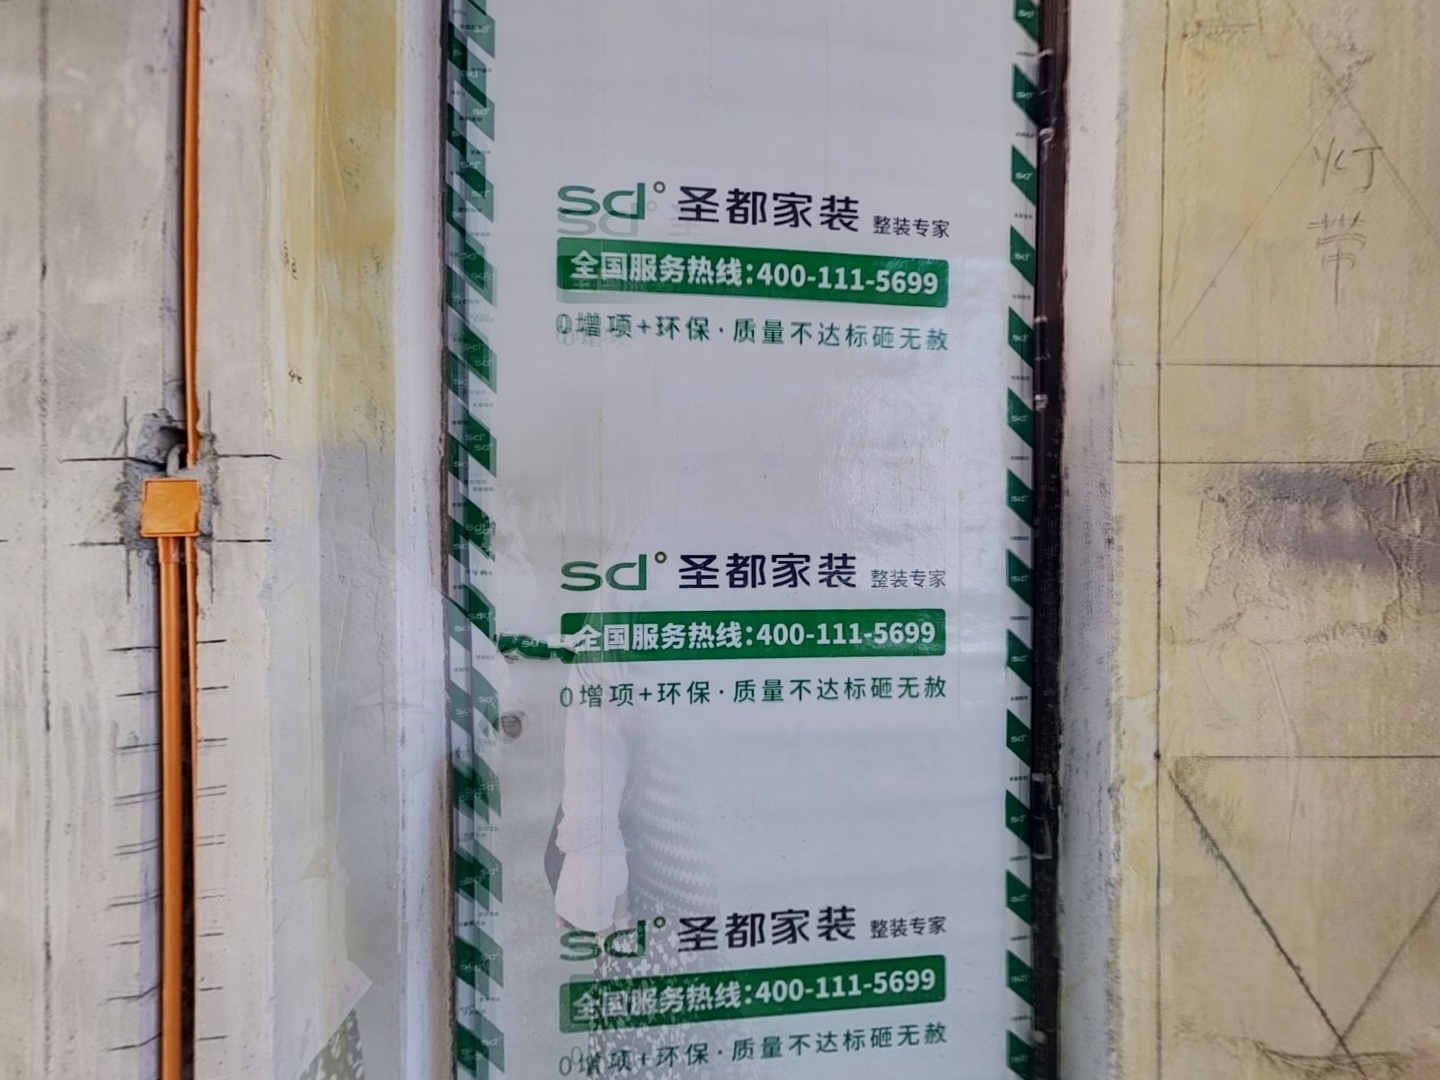 sd° 圣都家装 整装专家
全国服务热线:400-111-5699
0增项+环保·质量不达标砸无赦
灯
带
sd° 圣都家装 整装专家
全国服务热线:400-111-5699
0增项+环保·质量不达标砸无赦
sd° 圣都家装 整装专家
全国服务热线:400-111-5699
0增项+环保·质量不达标砸无赦